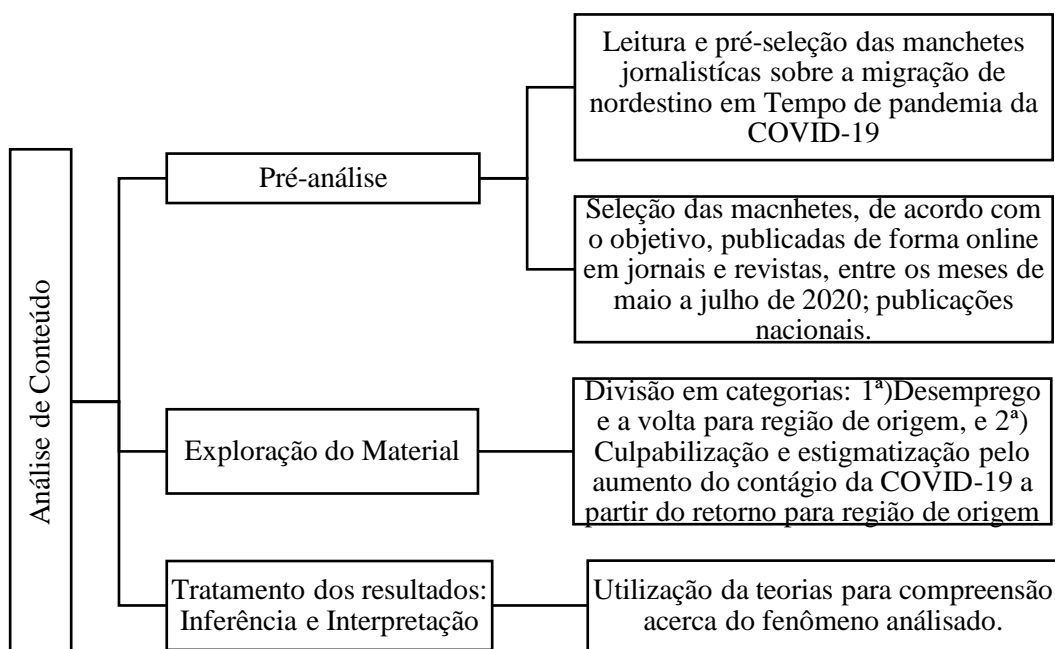 Análise de Conteúdo
Pré-análise
Leitura e pré-seleção das manchetes
jornalistícas sobre a migração de
nordestino em Tempo de pandemia da
COVID-19
Seleção das macnhetes, de acordo com
o objetivo, publicadas de forma online
em jornais e revistas, entre os meses de
maio a julho de 2020; publicações
nacionais.
Exploração do Material
Divisão em categorias: 1ª)Desemprego
e a volta para região de origem, e 2ª)
Culpabilização e estigmatização pelo
aumento do contágio da COVID-19 a
partir do retorno para região de origem
Tratamento dos resultados:
Inferência e Interpretação
Utilização da teorias para compreensão
acerca do fenômeno análisado.